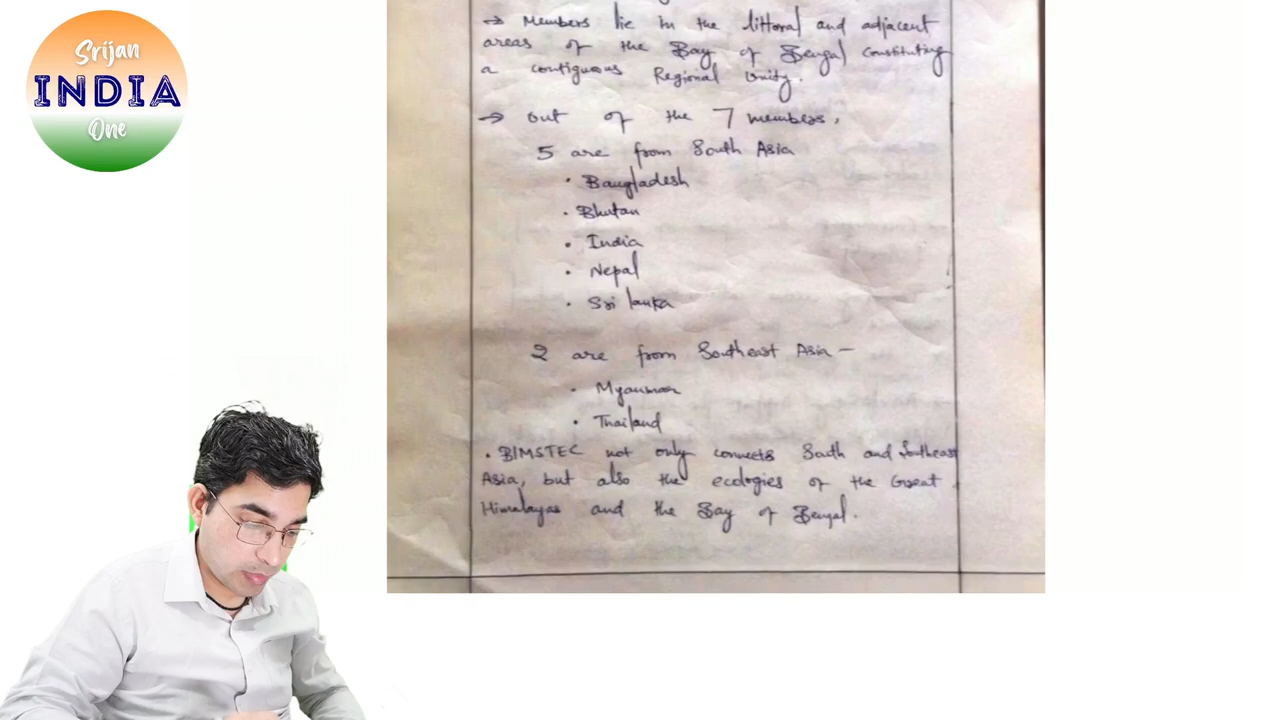 Srijan
INDIA
One
→ Members lie in the littoral and adjacent
areas of the Bay of Bengal constituting
a contiguous Regional Unity.
→ out of the 7 members,
5 are from South Asia
• Bangladesh
• Bhutan
• India
• Nepal
• Sri lanka
2 are from Southeast Asia –
• Myanmar
• Thailand
• BIMSTEC not only connects South and Southeast
Asia, but also the ecologies of the Great
Himalayas and the Bay of Bengal.